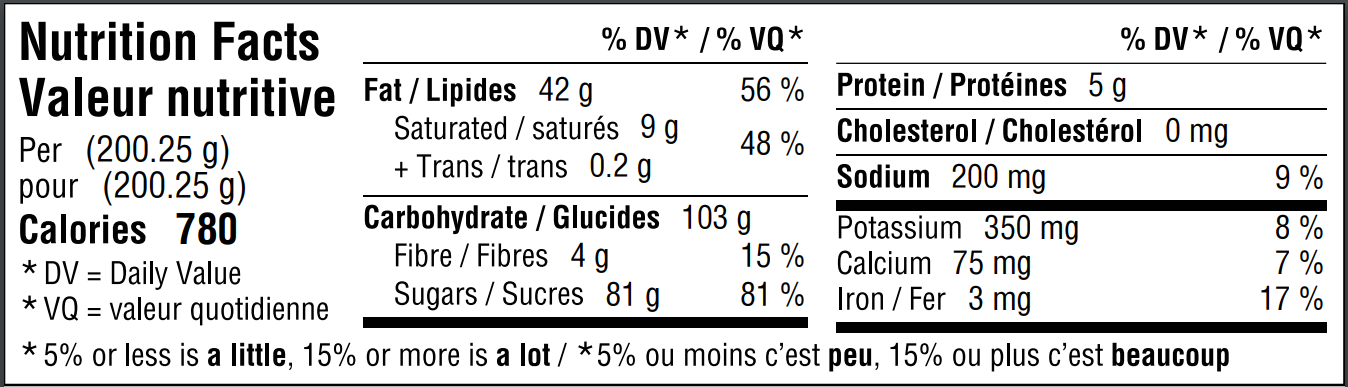 Nutrition Facts
Valeur nutritive
Per (200.25 g)
pour (200.25 g)
Calories 780
* DV = Daily Value
* VQ = valeur quotidienne
% DV* / % VQ*
Fat / Lipides 42 g 56 %
Saturated / saturés 9 g
+ Trans / trans 0.2 g
48 %
Carbohydrate / Glucides 103 g
Fibre / Fibres 4 g 15 %
Sugars / Sucres 81 g 81 %
% DV* / % VQ*
Protein / Protéines 5 g
Cholesterol / Cholestérol 0 mg
Sodium 200 mg 9 %
Potassium 350 mg 8 %
Calcium 75 mg 7 %
Iron / Fer 3 mg 17 %
*5% or less is a little, 15% or more is a lot / *5% ou moins c'est peu, 15% ou plus c'est beaucoup